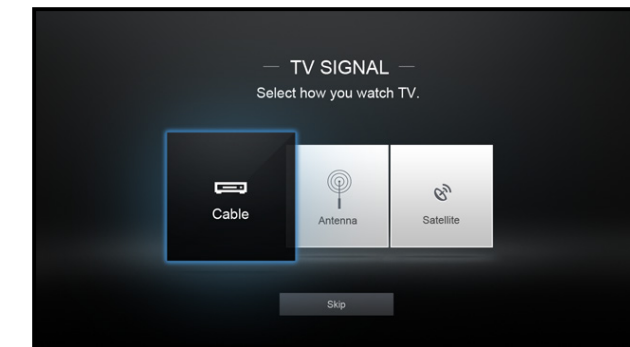 — TV SIGNAL —
Select how you watch TV.
Cable
Antenna
Satellite
Skip